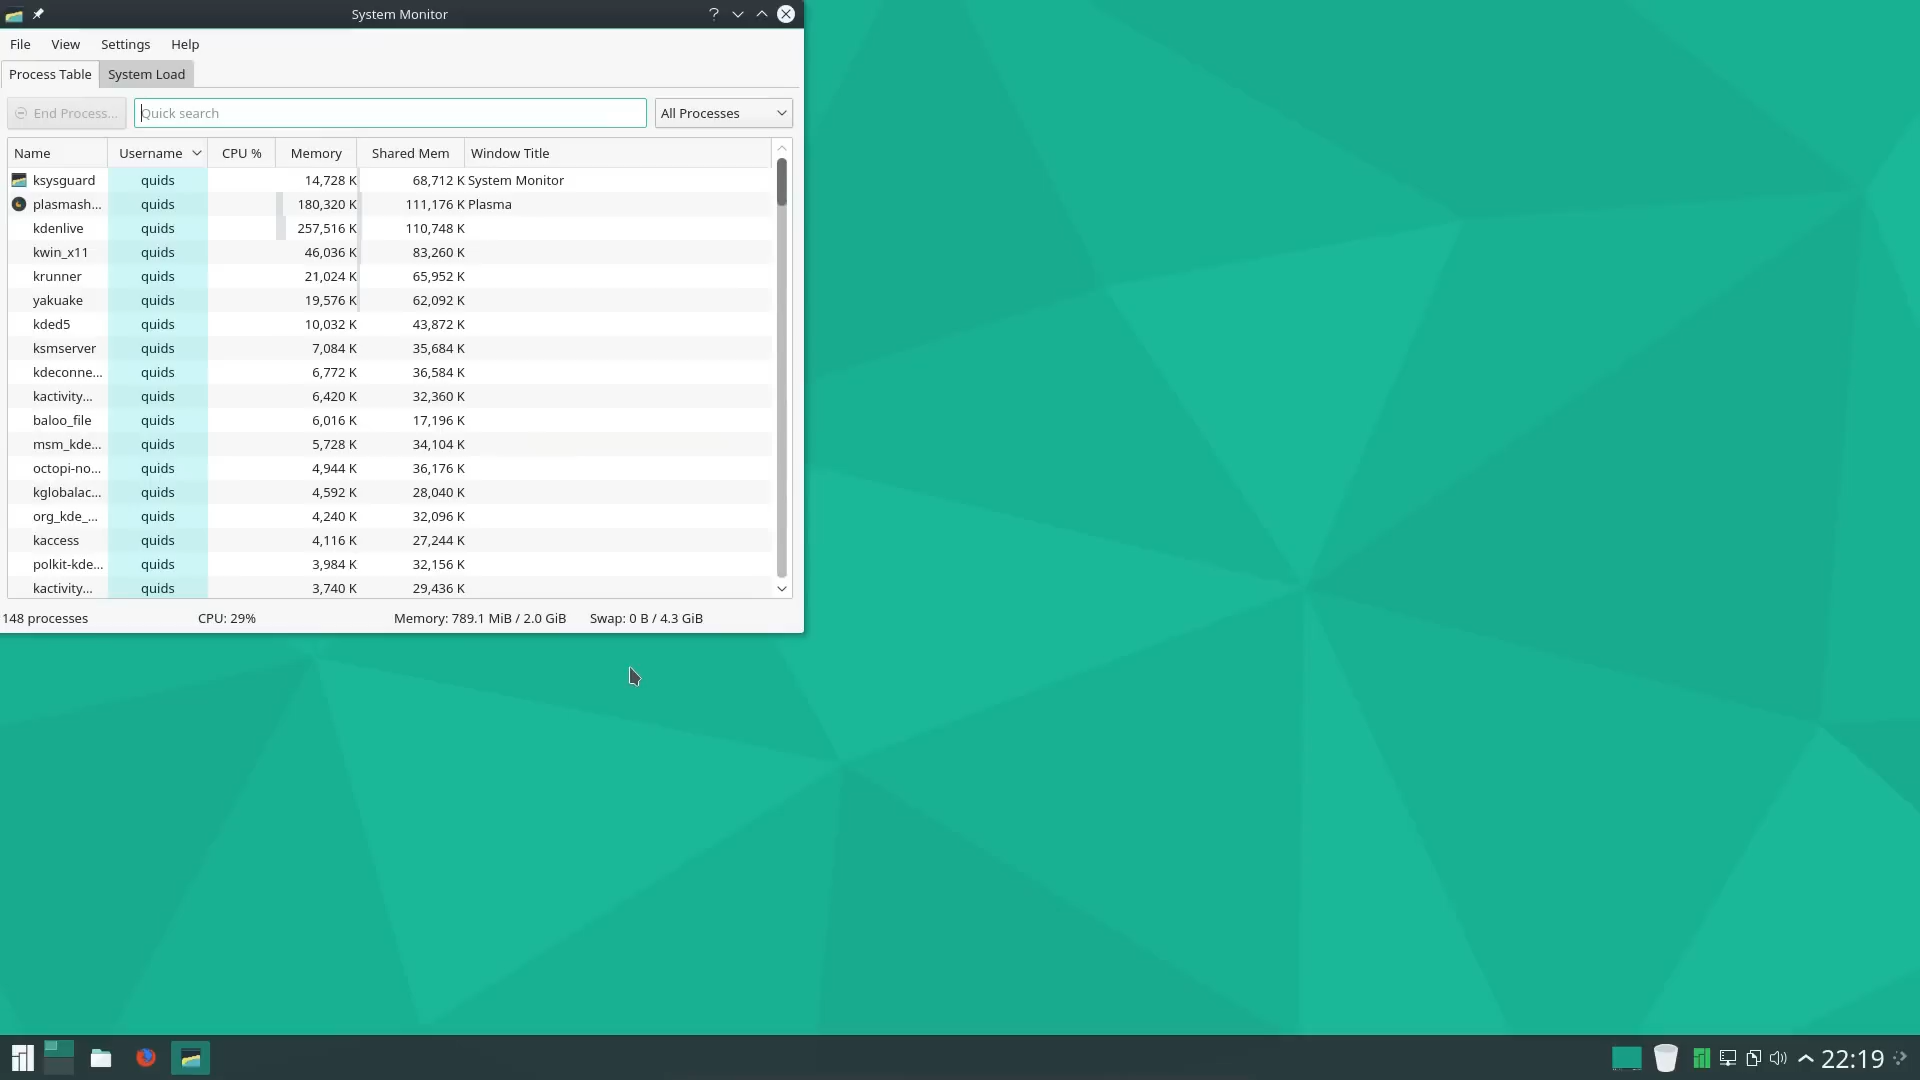 System Monitor
File View Settings Help
Process Table System Load
End Process... Quick search All Processes
Name Username CPU % Memory Shared Mem Window Title
ksysguard quids 14,728 K 68,712 K System Monitor
plasmash... quids 180,320 K 111,176 K Plasma
kdenlive quids 257,516 K 110,748 K
kwin_x11 quids 46,036 K 83,260 K
krunner quids 21,024 K 65,952 K
yakuake quids 19,576 K 62,092 K
kded5 quids 10,032 K 43,872 K
ksmserver quids 7,084 K 35,684 K
kdeconne... quids 6,772 K 36,584 K
kactivity... quids 6,420 K 32,360 K
baloo_file quids 6,016 K 17,196 K
msm_kde... quids 5,728 K 34,104 K
octopi-no... quids 4,944 K 36,176 K
kglobalac... quids 4,592 K 28,040 K
org_kde_... quids 4,240 K 32,096 K
kaccess quids 4,116 K 27,244 K
polkit-kde... quids 3,984 K 32,156 K
kactivity... quids 3,740 K 29,436 K
148 processes CPU: 29% Memory: 789.1 MiB / 2.0 GiB Swap: 0 B / 4.3 GiB
22:19